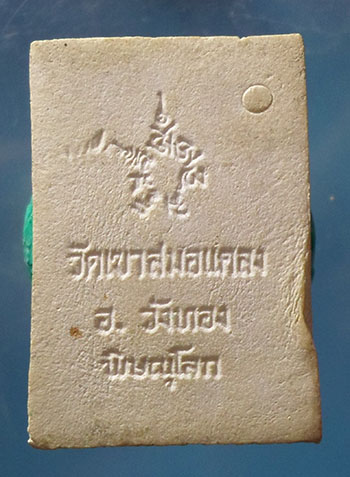 วัดเขาสมอแคลง
อ. วังทอง
พิษณุโลก